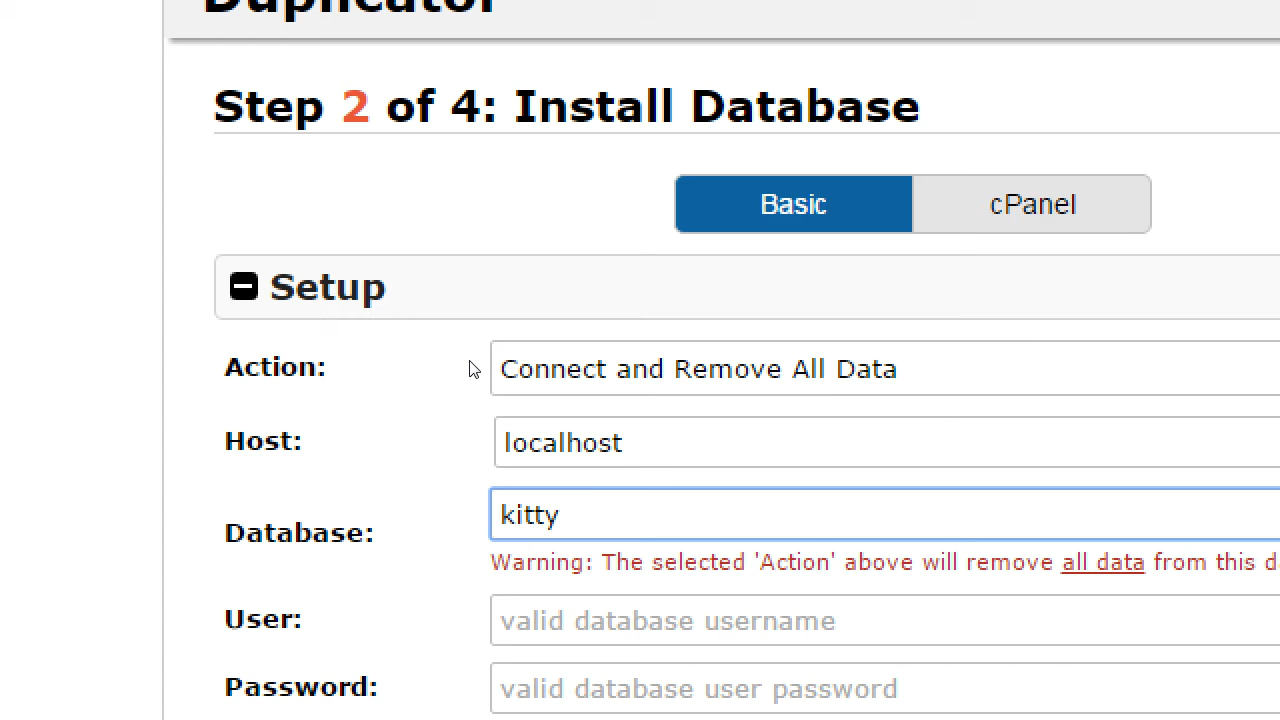 Duplicator
Step 2 of 4: Install Database
Basic
cPanel
Setup
Action:
Connect and Remove All Data
Host:
localhost
Database:
kitty
Warning: The selected 'Action' above will remove all data from this
User:
valid database username
Password:
valid database user password